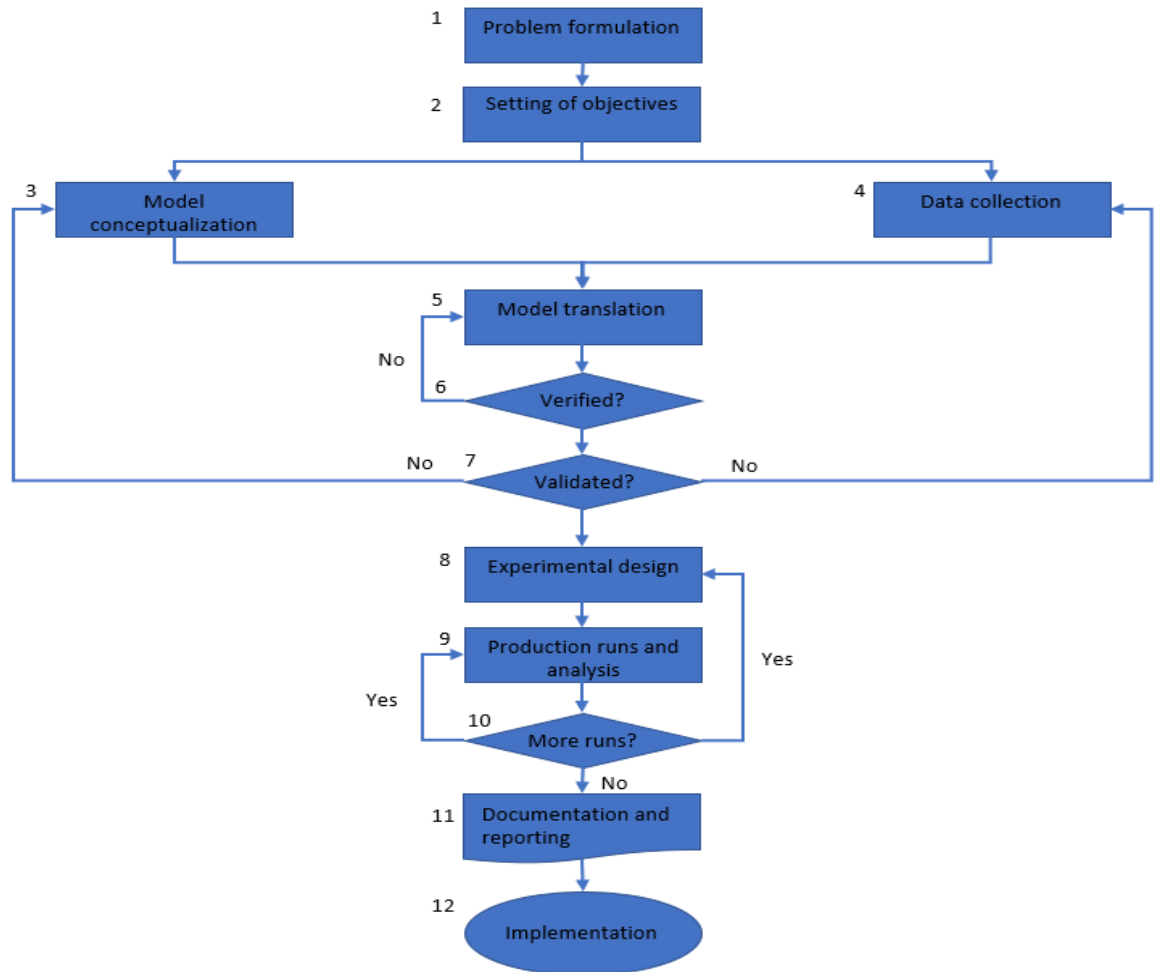 1
Problem formulation
2
Setting of objectives
3
Model
conceptualization
4
Data collection
5
Model translation
No
6
Verified?
No
7
Validated?
No
8
Experimental design
9
Production runs and
analysis
Yes
Yes
10
More runs?
No
11
Documentation and
reporting
12
Implementation